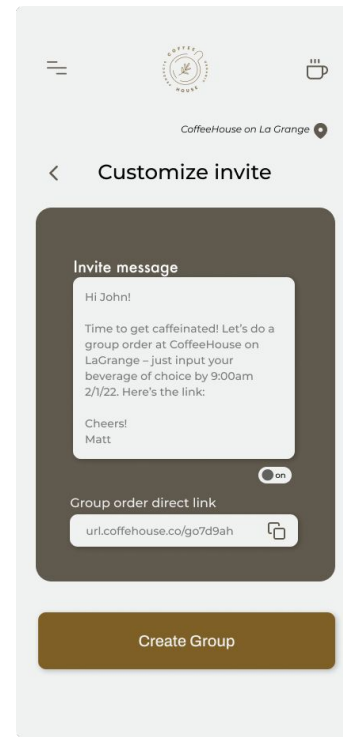 COFFEE
HOUSE
CoffeeHouse on La Grange
Customize invite
Invite message
Hi John!
Time to get caffeinated! Let's do a
group order at CoffeeHouse on
LaGrange – just input your
beverage of choice by 9:00am
2/1/22. Here's the link:
Cheers!
Matt
on
Group order direct link
url.coffehouse.co/go7d9ah
Create Group